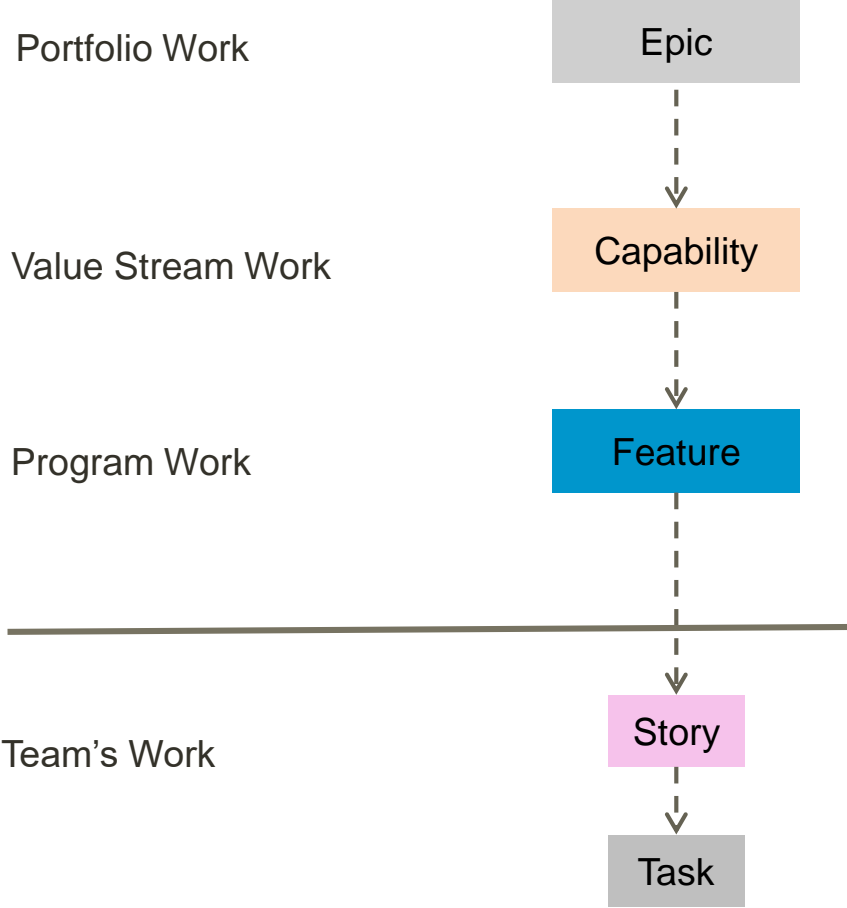 Portfolio Work
Epic
Value Stream Work
Capability
Program Work
Feature
Team’s Work
Story
Task